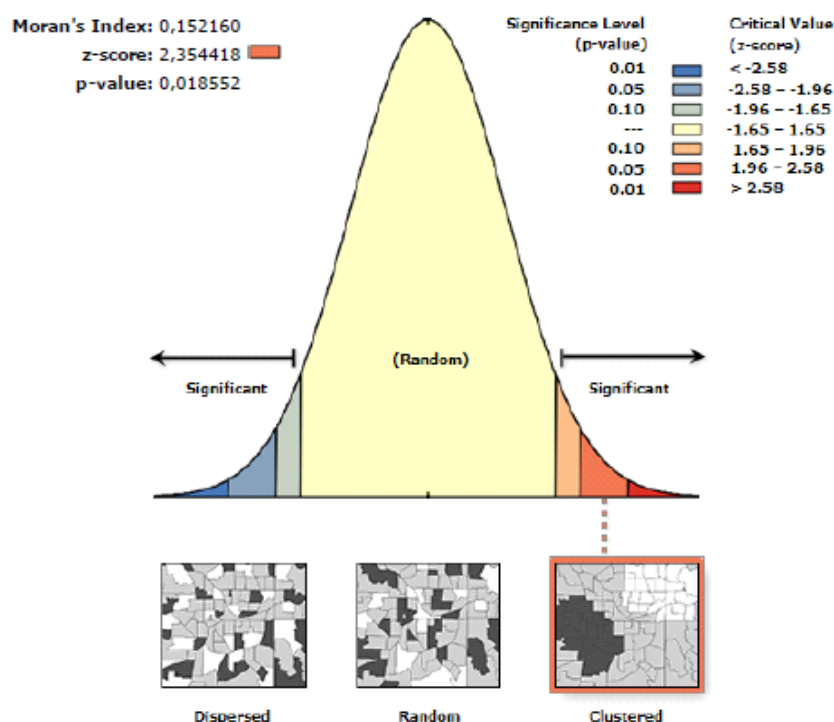 Moran's Index: 0,152160
z-score: 2,354418
p-value: 0,018552
Significance Level
(p-value)
Critical Value
(z-score)
0.01 < -2.58
0.05 -2.58 – -1.96
0.10 -1.96 – -1.65
--- -1.65 – 1.65
0.10 1.65 – 1.96
0.05 1.96 – 2.58
0.01 > 2.58
Significant
(Random)
Significant
Dispersed
Random
Clustered